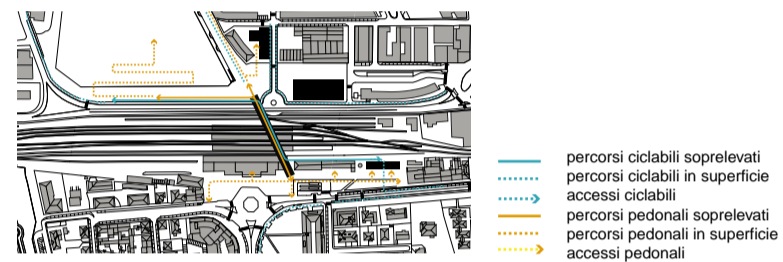 percorsi ciclabili soprelevati
percorsi ciclabili in superficie
accessi ciclabili
percorsi pedonali soprelevati
percorsi pedonali in superficie
accessi pedonali